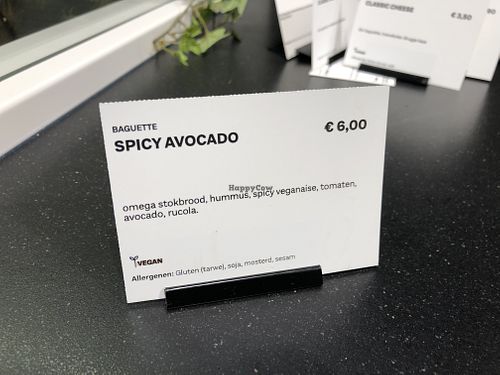 CLASSIC CHEESE
€ 3,50
BAGUETTE
SPICY AVOCADO
€ 6,00
HappyCow
omega stokbrood, hummus, spicy veganaise, tomaten,
avocado, rucola.
VEGAN
Allergenen: Gluten (tarwe), soja, mosterd, sesam